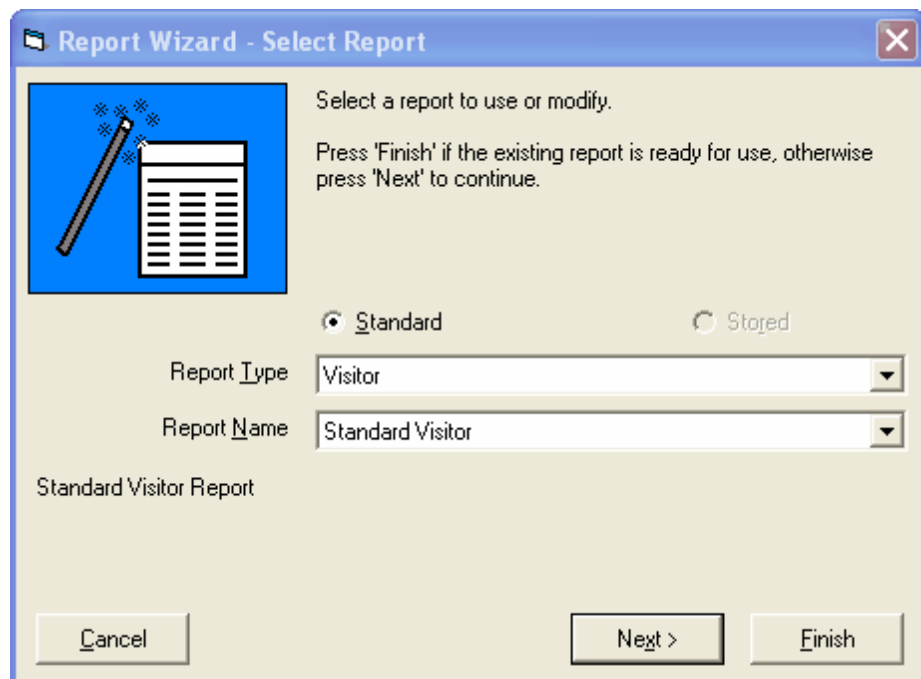 Report Wizard - Select Report
Select a report to use or modify.
Press 'Finish' if the existing report is ready for use, otherwise
press 'Next' to continue.
Standard
Stored
Report Type
Visitor
Report Name
Standard Visitor
Standard Visitor Report
Cancel
Next >
Finish